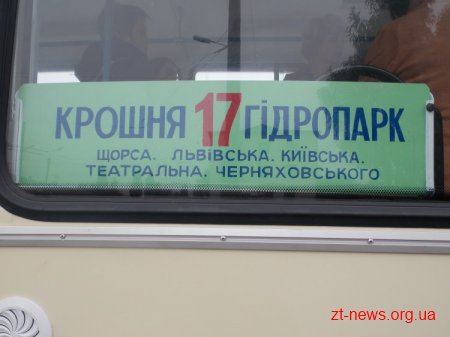 КРОШНЯ 17 ГІДРОПАРК
ЩОРСА. ЛЬВІВСЬКА. КИЇВСЬКА.
ТЕАТРАЛЬНА. ЧЕРНЯХОВСЬКОГО
zt-news.org.ua